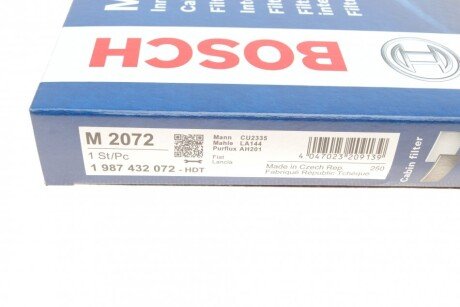 BOSCH
M 2072
1 St/Pc
1 987 432 072 - HDT
Mann CU2335
Mahle LA144
Purflux AH201
Fiat
Lancia
4 047023 209139
Made in Czech Rep. 250
Fabriqué République Tchèque
Cabin filter